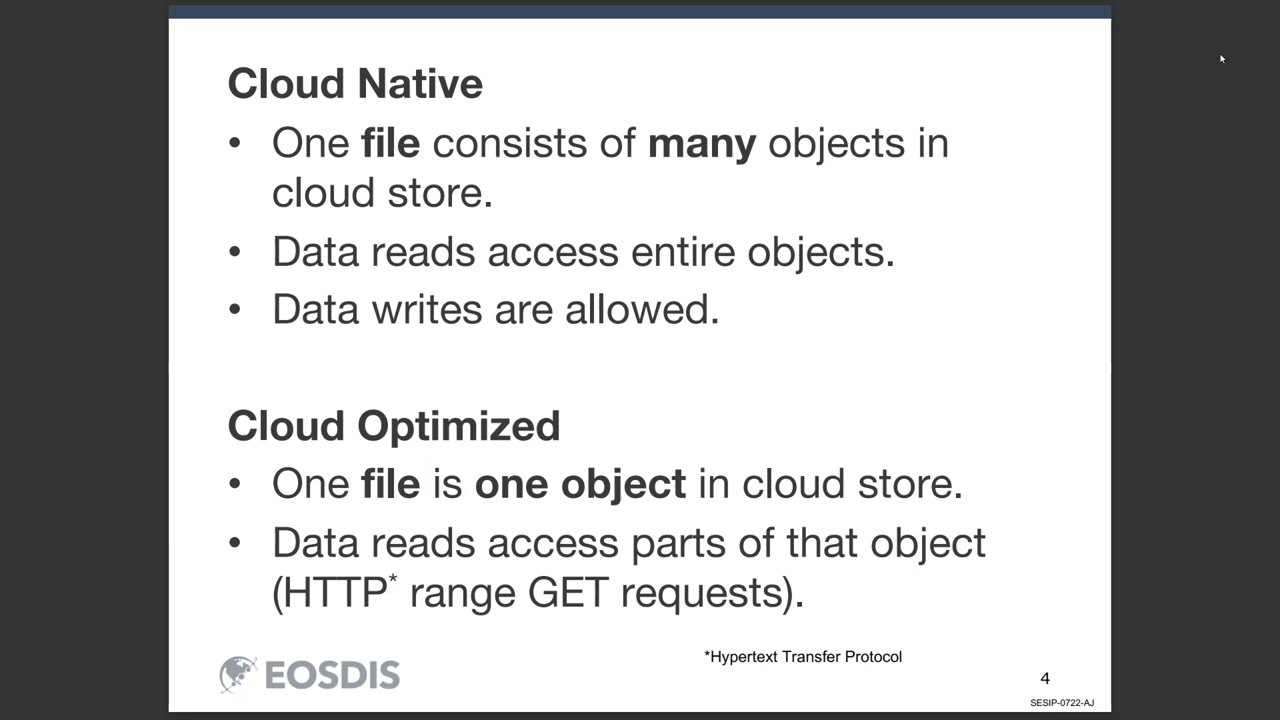 Cloud Native
• One file consists of many objects in
cloud store.
• Data reads access entire objects.
• Data writes are allowed.
Cloud Optimized
• One file is one object in cloud store.
• Data reads access parts of that object
(HTTP* range GET requests).
*Hypertext Transfer Protocol
EOSDIS
4
SESIP-0722-AJ